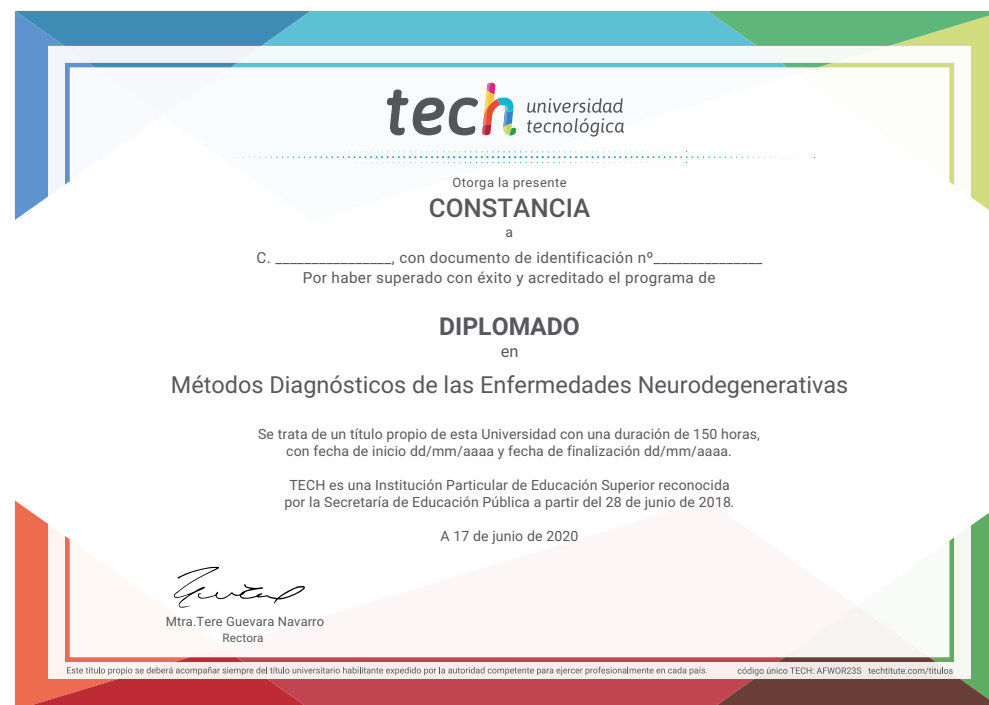 tech universidad
tecnológica
Otorga la presente
CONSTANCIA
a
C. ________________, con documento de identificación nº_______________
Por haber superado con éxito y acreditado el programa de
DIPLOMADO
en
Métodos Diagnósticos de las Enfermedades Neurodegenerativas
Se trata de un título propio de esta Universidad con una duración de 150 horas,
con fecha de inicio dd/mm/aaaa y fecha de finalización dd/mm/aaaa.
TECH es una Institución Particular de Educación Superior reconocida
por la Secretaría de Educación Pública a partir del 28 de junio de 2018.
A 17 de junio de 2020
Mtra.Tere Guevara Navarro
Rectora
Este título propio se deberá acompañar siempre del título universitario habilitante expedido por la autoridad competente para ejercer profesionalmente en cada país. código único TECH: AFWOR23S techtitute.com/titulos